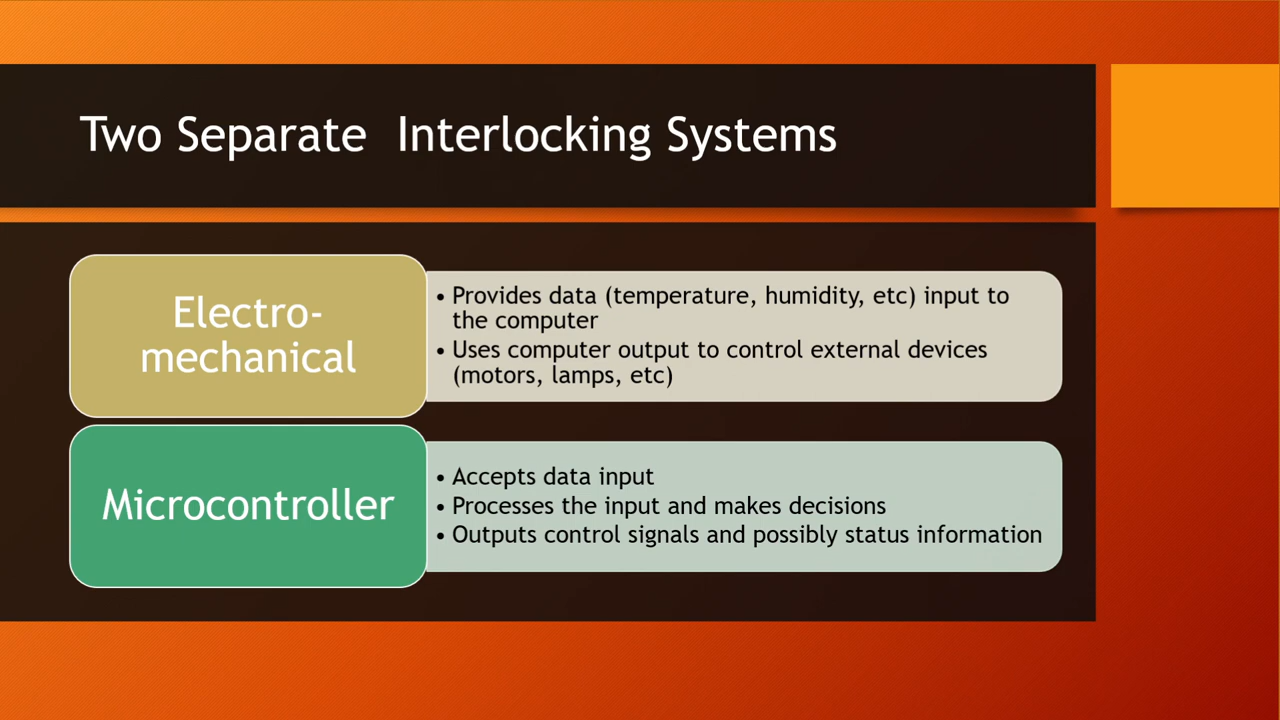 Two Separate  Interlocking Systems
Electro-
mechanical
• Provides data (temperature, humidity, etc) input to
the computer
• Uses computer output to control external devices
(motors, lamps, etc)
Microcontroller
• Accepts data input
• Processes the input and makes decisions
• Outputs control signals and possibly status information